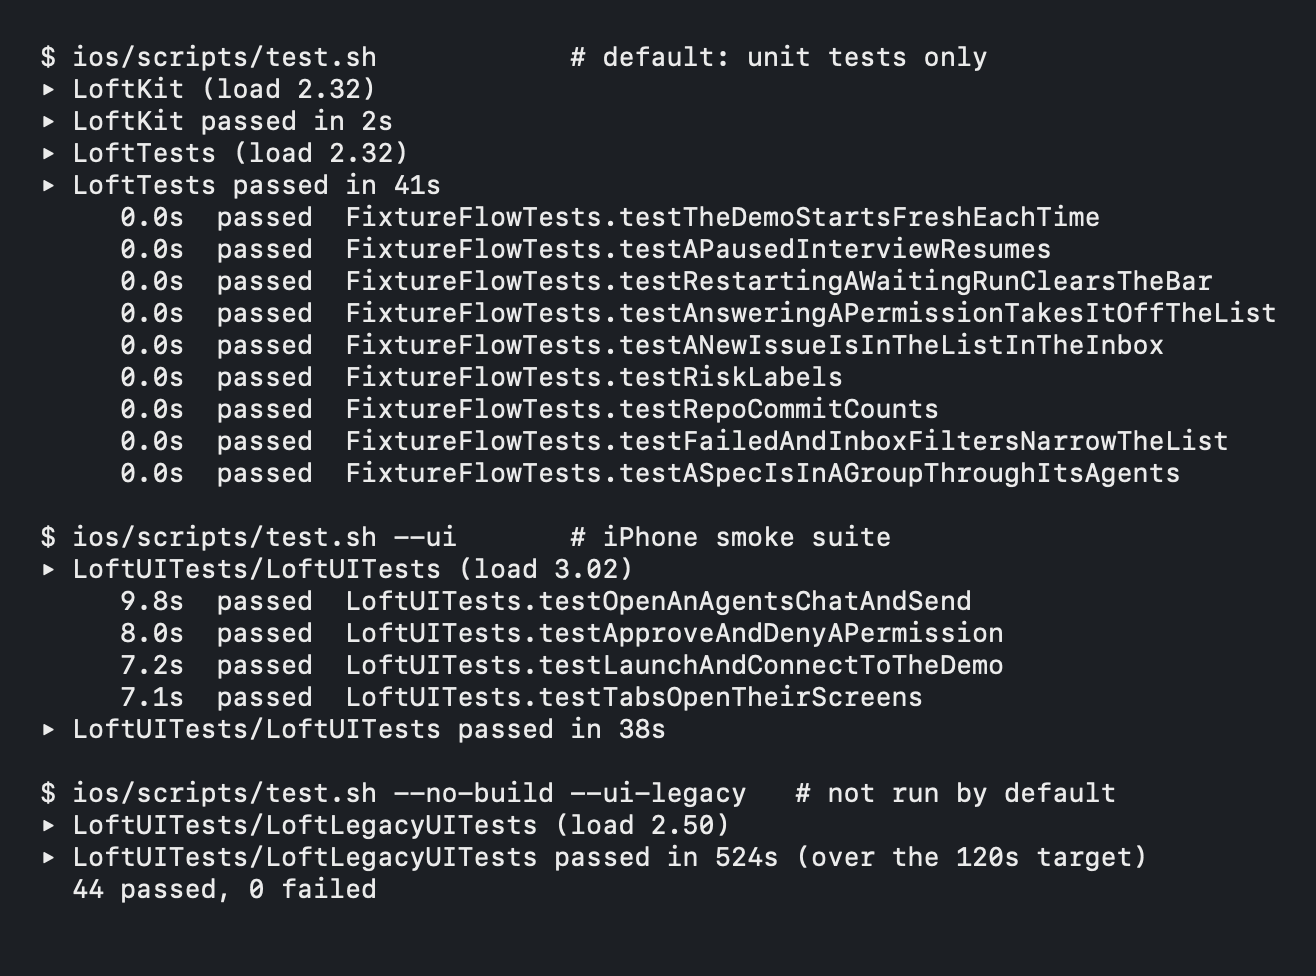 $ ios/scripts/test.sh            # default: unit tests only
▸ LoftKit (load 2.32)
▸ LoftKit passed in 2s
▸ LoftTests (load 2.32)
▸ LoftTests passed in 41s
     0.0s  passed  FixtureFlowTests.testTheDemoStartsFreshEachTime
     0.0s  passed  FixtureFlowTests.testAPausedInterviewResumes
     0.0s  passed  FixtureFlowTests.testRestartingAWaitingRunClearsTheBar
     0.0s  passed  FixtureFlowTests.testAnsweringAPermissionTakesItOffTheList
     0.0s  passed  FixtureFlowTests.testANewIssueIsInTheListInTheInbox
     0.0s  passed  FixtureFlowTests.testRiskLabels
     0.0s  passed  FixtureFlowTests.testRepoCommitCounts
     0.0s  passed  FixtureFlowTests.testFailedAndInboxFiltersNarrowTheList
     0.0s  passed  FixtureFlowTests.testASpecIsInAGroupThroughItsAgents
$ ios/scripts/test.sh --ui       # iPhone smoke suite
▸ LoftUITests/LoftUITests (load 3.02)
     9.8s  passed  LoftUITests.testOpenAnAgentsChatAndSend
     8.0s  passed  LoftUITests.testApproveAndDenyAPermission
     7.2s  passed  LoftUITests.testLaunchAndConnectToTheDemo
     7.1s  passed  LoftUITests.testTabsOpenTheirScreens
▸ LoftUITests/LoftUITests passed in 38s
$ ios/scripts/test.sh --no-build --ui-legacy   # not run by default
▸ LoftUITests/LoftLegacyUITests (load 2.50)
▸ LoftUITests/LoftLegacyUITests passed in 524s (over the 120s target)
  44 passed, 0 failed